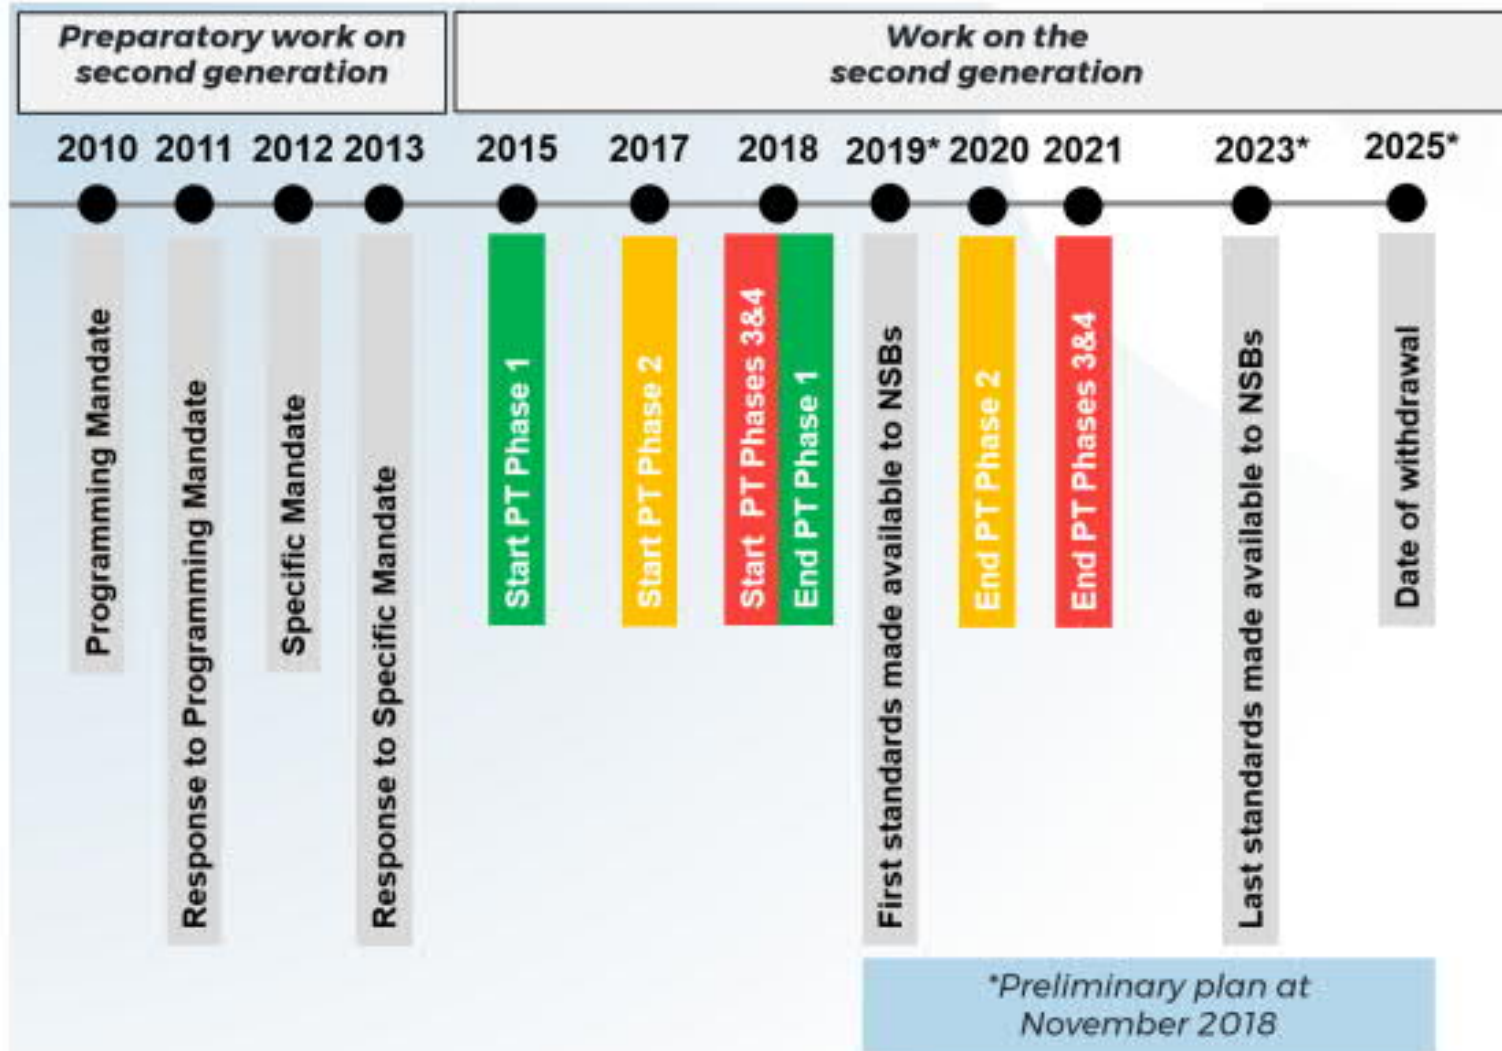 Preparatory work on
second generation
Work on the
second generation
2010
2011
2012
2013
2015
2017
2018
2019*
2020
2021
2023*
2025*
Programming Mandate
Response to Programming Mandate
Specific Mandate
Response to Specific Mandate
Start PT Phase 1
Start PT Phase 2
Start PT Phases 3&4
End PT Phase 1
First standards made available to NSBs
End PT Phase 2
End PT Phases 3&4
Last standards made available to NSBs
Date of withdrawal
*Preliminary plan at
November 2018